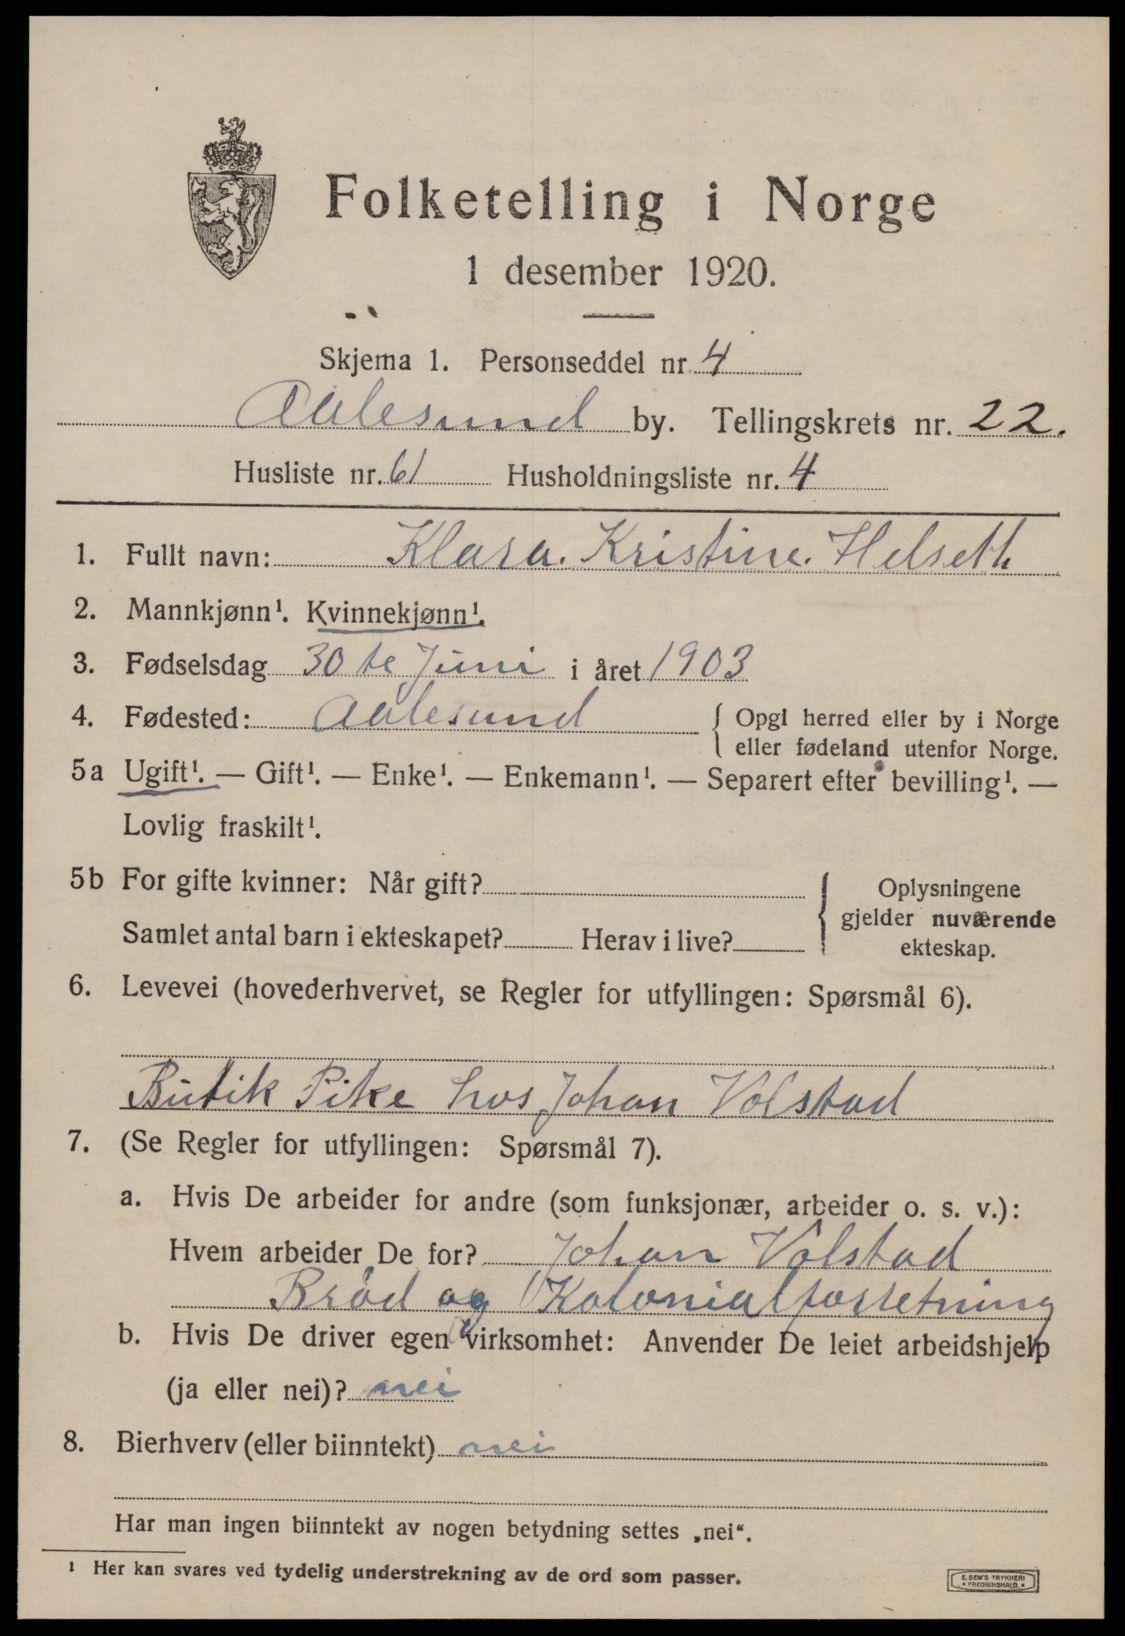 Folketelling i Norge
1 desember 1920.
Skjema 1. Personseddel nr. 4
Aalesund by. Tellingskrets nr. 22.
Husliste nr. 61 Husholdningsliste nr. 4
1. Fullt navn: Klara. Kristine. Helseth
2. Mannkjønn¹. Kvinnekjønn¹.
3. Fødselsdag 30te Juni i året 1903
4. Fødested: Aalesund { Opgi herred eller by i Norge
eller fødeland utenfor Norge.
5a Ugift¹. — Gift¹. — Enke¹. — Enkemann¹. — Separert efter bevilling¹. —
Lovlig fraskilt¹.
5b For gifte kvinner: Når gift? { Oplysningene
gjelder nuværende
Samlet antal barn i ekteskapet? Herav i live? ekteskap.
6. Levevei (hovederhvervet, se Regler for utfyllingen: Spørsmål 6).
Butik Pike hos Johan Volstad
7. (Se Regler for utfyllingen: Spørsmål 7).
a. Hvis De arbeider for andre (som funksjonær, arbeider o. s. v.):
Hvem arbeider De for? Johan Volstad
Brød og Kolonialforretning
b. Hvis De driver egen virksomhet: Anvender De leiet arbeidshjelp
(ja eller nei)? nei
8. Bierhverv (eller biinntekt) nei
Har man ingen biinntekt av nogen betydning settes „nei“.
¹ Her kan svares ved tydelig understrekning av de ord som passer.
E. SEM'S TRYKKERI
* FREDRIKSHALD *